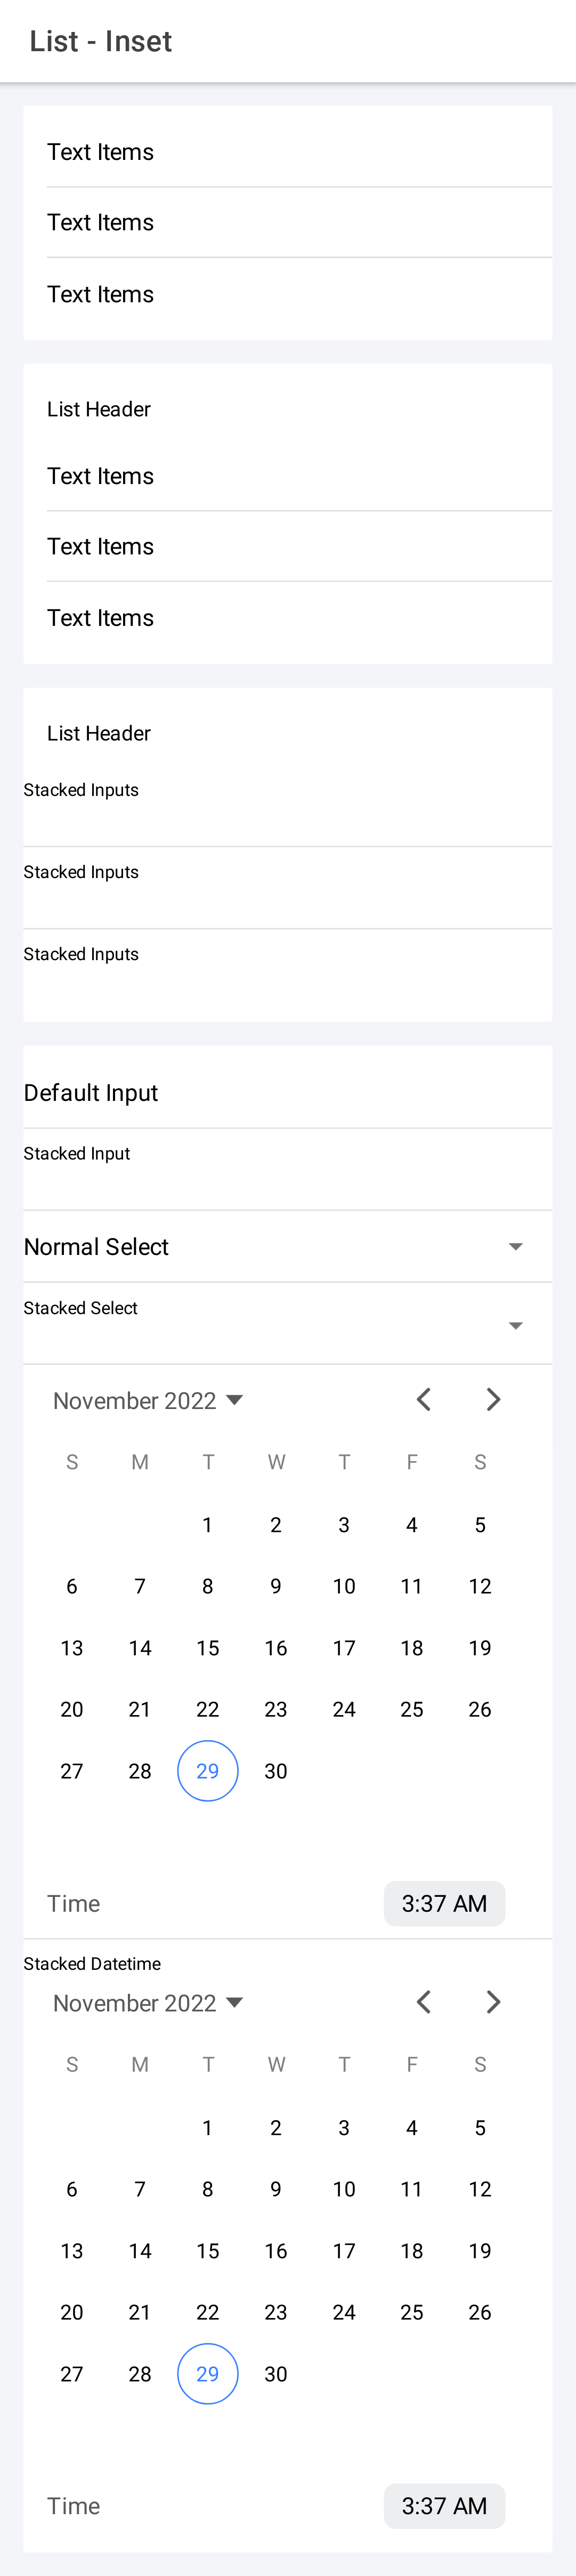 List - Inset
Text Items
Text Items
Text Items
List Header
Text Items
Text Items
Text Items
List Header
Stacked Inputs
Stacked Inputs
Stacked Inputs
Default Input
Stacked Input
Normal Select
Stacked Select
November 2022
S M T W T F S
1 2 3 4 5
6 7 8 9 10 11 12
13 14 15 16 17 18 19
20 21 22 23 24 25 26
27 28 29 30
Time 3:37 AM
Stacked Datetime
November 2022
S M T W T F S
1 2 3 4 5
6 7 8 9 10 11 12
13 14 15 16 17 18 19
20 21 22 23 24 25 26
27 28 29 30
Time 3:37 AM